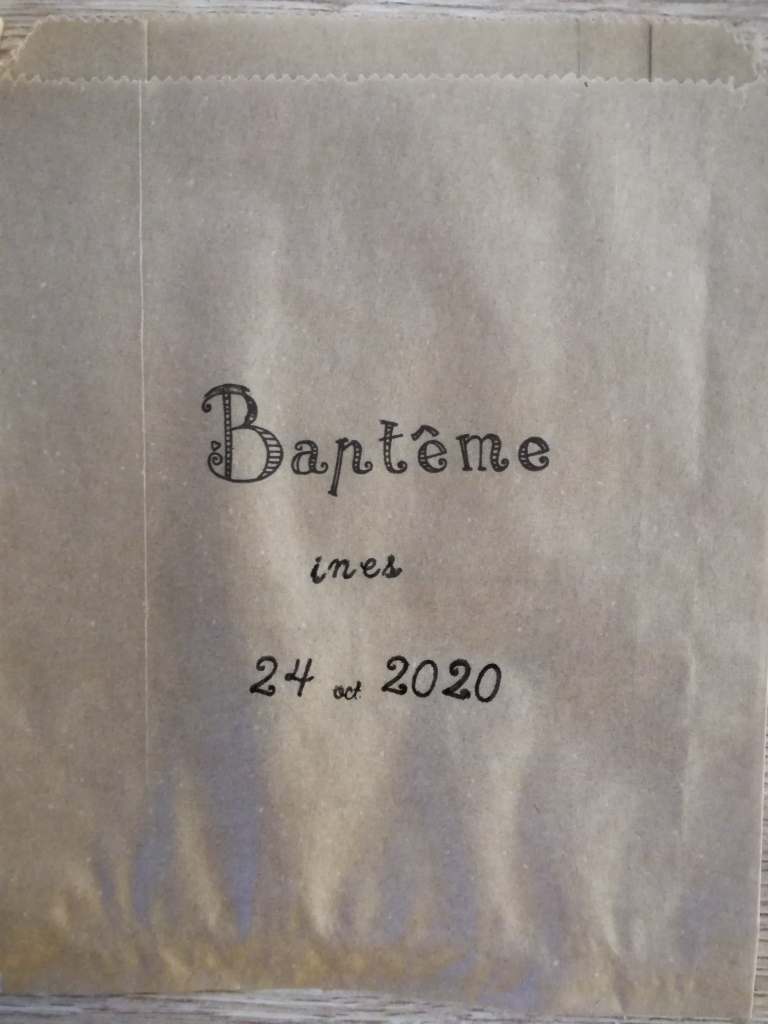 Baptême
ines
24 oct. 2020